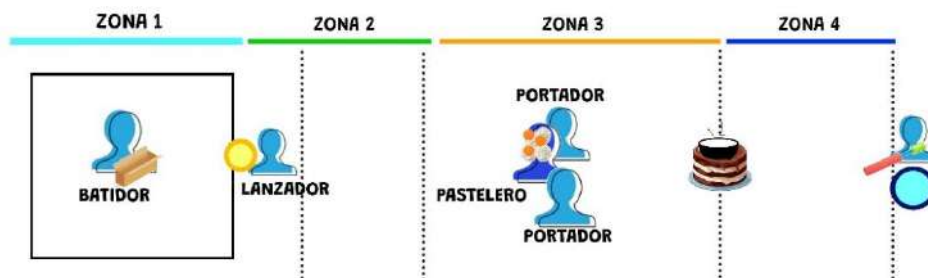 ZONA 1
ZONA 2
ZONA 3
ZONA 4
PORTADOR
BATIDOR
LANZADOR
PASTELERO
PORTADOR